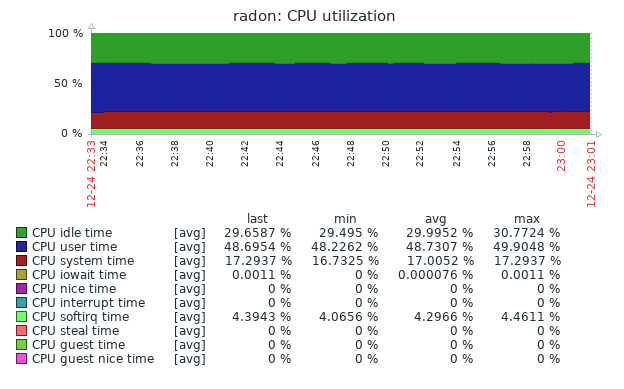 radon: CPU utilization
100 %
50 %
0 %
12-24 22:33
22:34
22:36
22:38
22:40
22:42
22:44
22:46
22:48
22:50
22:52
22:54
22:56
22:58
23:00
12-24 23:01
last min avg max
CPU idle time [avg] 29.6587 % 29.495 % 29.9952 % 30.7724 %
CPU user time [avg] 48.6954 % 48.2262 % 48.7307 % 49.9048 %
CPU system time [avg] 17.2937 % 16.7325 % 17.0052 % 17.2937 %
CPU iowait time [avg] 0.0011 % 0 % 0.000076 % 0.0011 %
CPU nice time [avg] 0 % 0 % 0 % 0 %
CPU interrupt time [avg] 0 % 0 % 0 % 0 %
CPU softirq time [avg] 4.3943 % 4.0656 % 4.2966 % 4.4611 %
CPU steal time [avg] 0 % 0 % 0 % 0 %
CPU guest time [avg] 0 % 0 % 0 % 0 %
CPU guest nice time [avg] 0 % 0 % 0 % 0 %